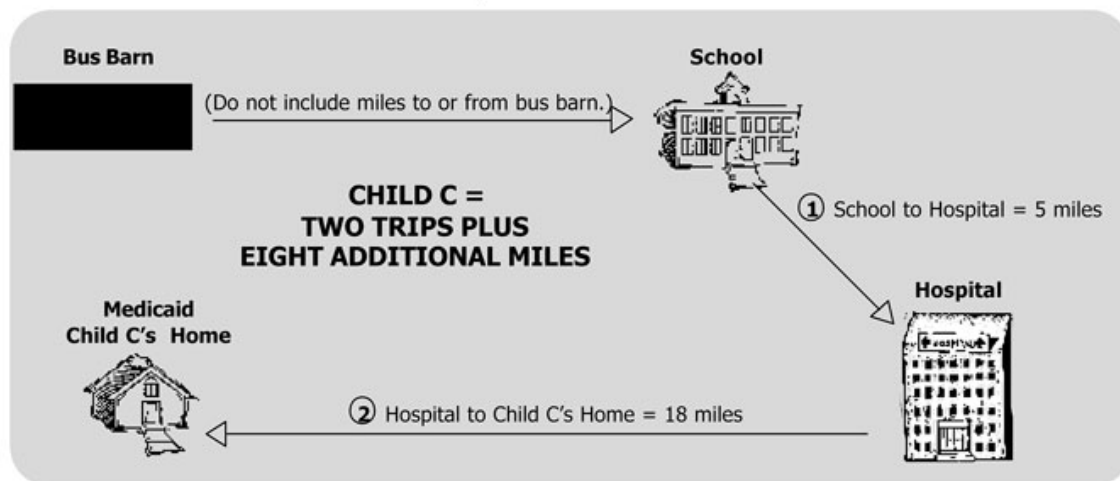 Bus Barn
School
(Do not include miles to or from bus barn.)
CHILD C =
TWO TRIPS PLUS
EIGHT ADDITIONAL MILES
1 School to Hospital = 5 miles
Hospital
Medicaid
Child C's Home
2 Hospital to Child C's Home = 18 miles